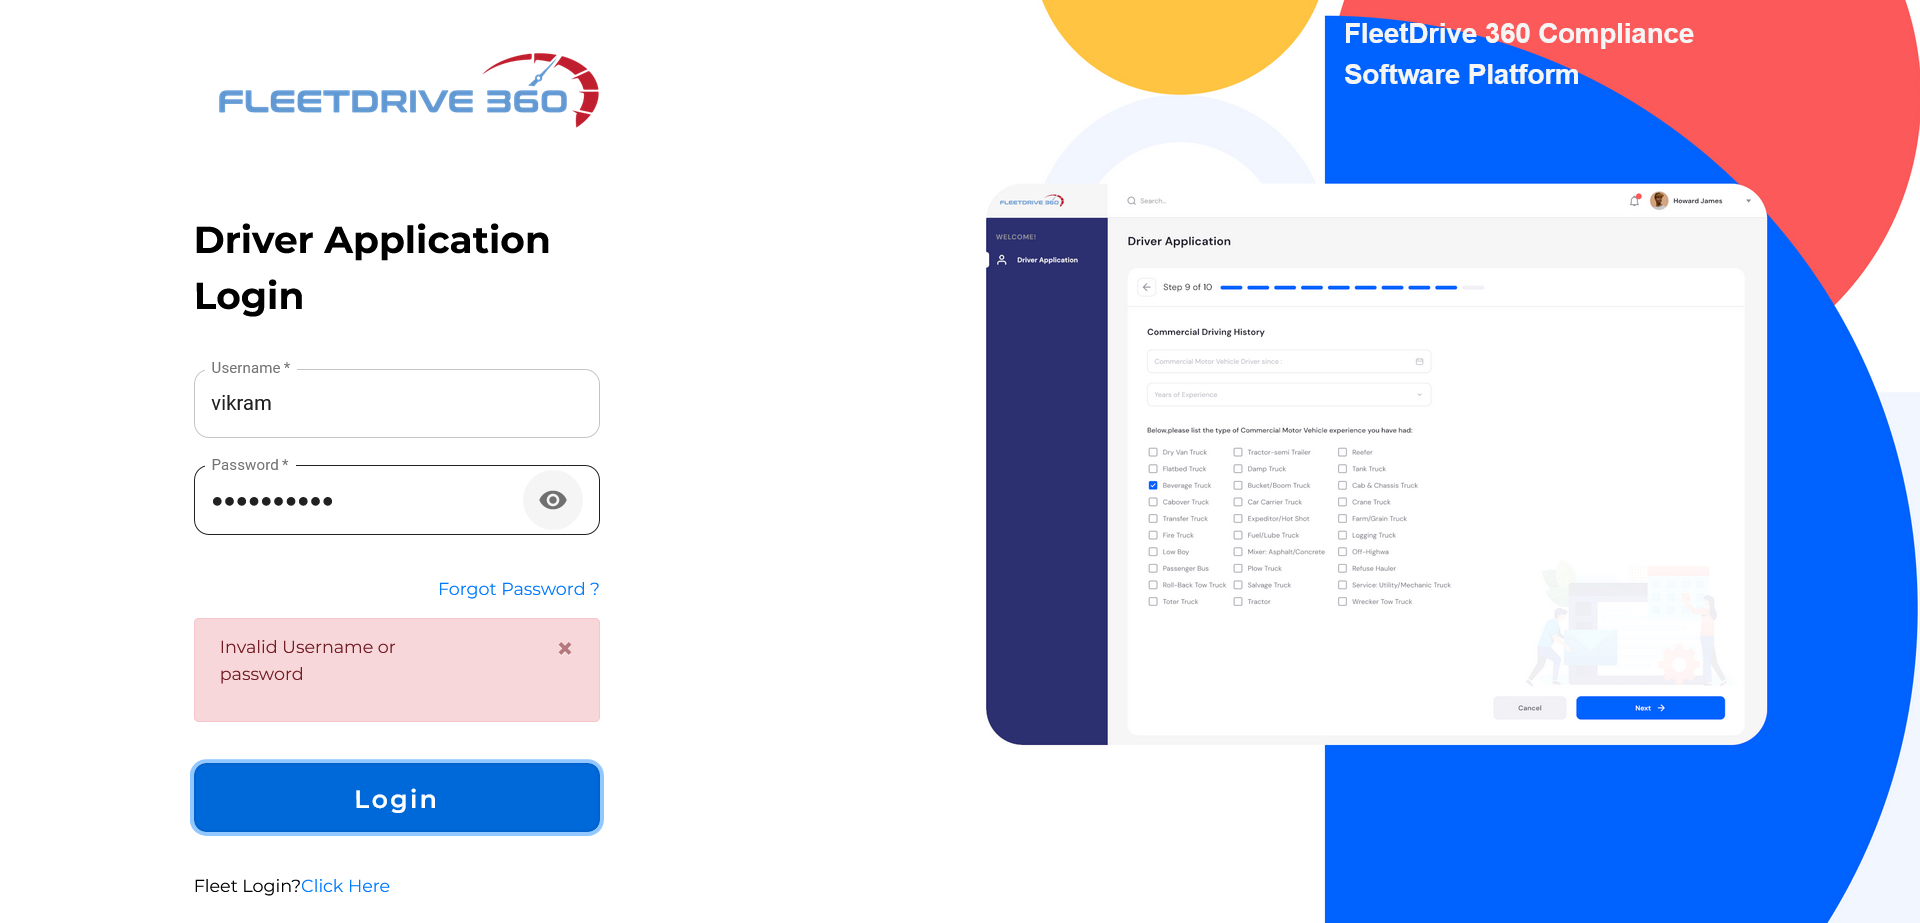 FLEETDRIVE 360
Driver Application
Login
Username *
vikram
Password *
••••••••••
Forgot Password ?
Invalid Username or
password
×
Login
Fleet Login?Click Here
FleetDrive 360 Compliance
Software Platform
FLEETDRIVE 360
Search..
Howard James
WELCOME!
Driver Application
Driver Application
Step 9 of 10
Commercial Driving History
Commercial Motor Vehicle Driver since :
Years of Experience
Below,please list the type of Commercial Motor Vehicle experience you have had:
Dry Van Truck Tractor-semi Trailer Reefer
Flatbed Truck Damp Truck Tank Truck
Beverage Truck Bucket/Boom Truck Cab & Chassis Truck
Cabover Truck Car Carrier Truck Crane Truck
Transfer Truck Expeditor/Hot Shot Farm/Grain Truck
Fire Truck Fuel/Lube Truck Logging Truck
Low Boy Mixer: Asphalt/Concrete Off-Highwa
Passenger Bus Plow Truck Refuse Hauler
Roll-Back Tow Truck Salvage Truck Service: Utility/Mechanic Truck
Toter Truck Tractor Wrecker Tow Truck
Cancel
Next →